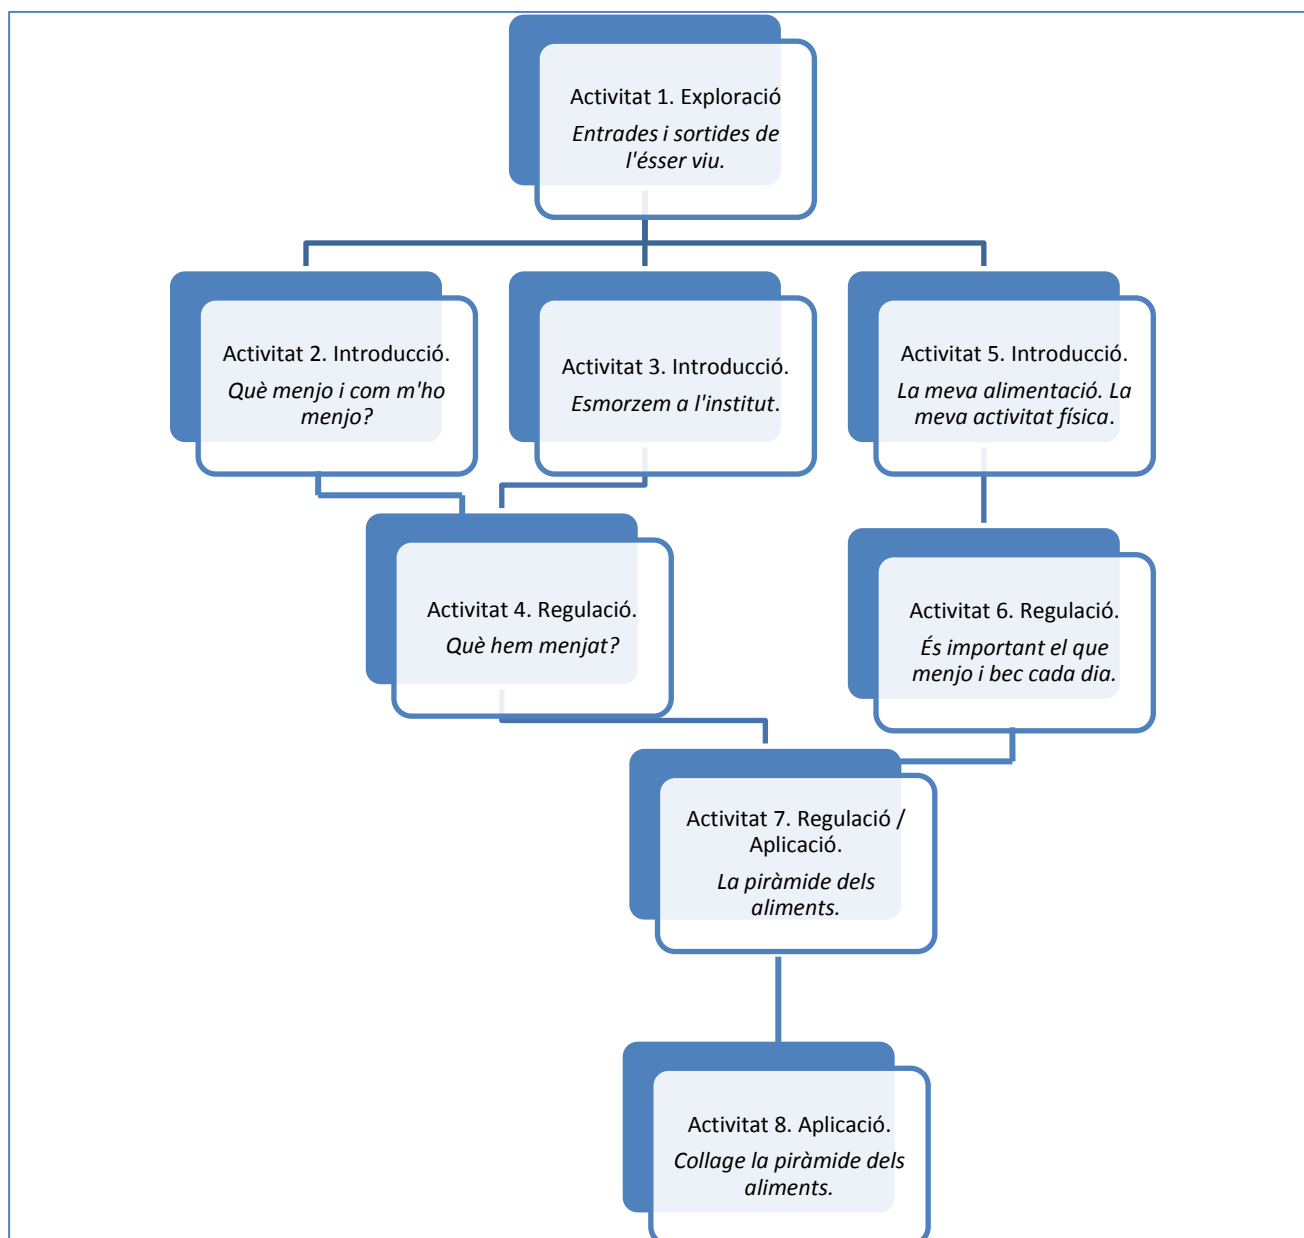 Activitat 1. Exploració
Entrades i sortides de
l'ésser viu.
Activitat 2. Introducció.
Què menjo i com m'ho
menjo?
Activitat 3. Introducció.
Esmorzem a l'institut.
Activitat 5. Introducció.
La meva alimentació. La
meva activitat física.
Activitat 4. Regulació.
Què hem menjat?
Activitat 6. Regulació.
És important el que
menjo i bec cada dia.
Activitat 7. Regulació /
Aplicació.
La piràmide dels
aliments.
Activitat 8. Aplicació.
Collage la piràmide dels
aliments.